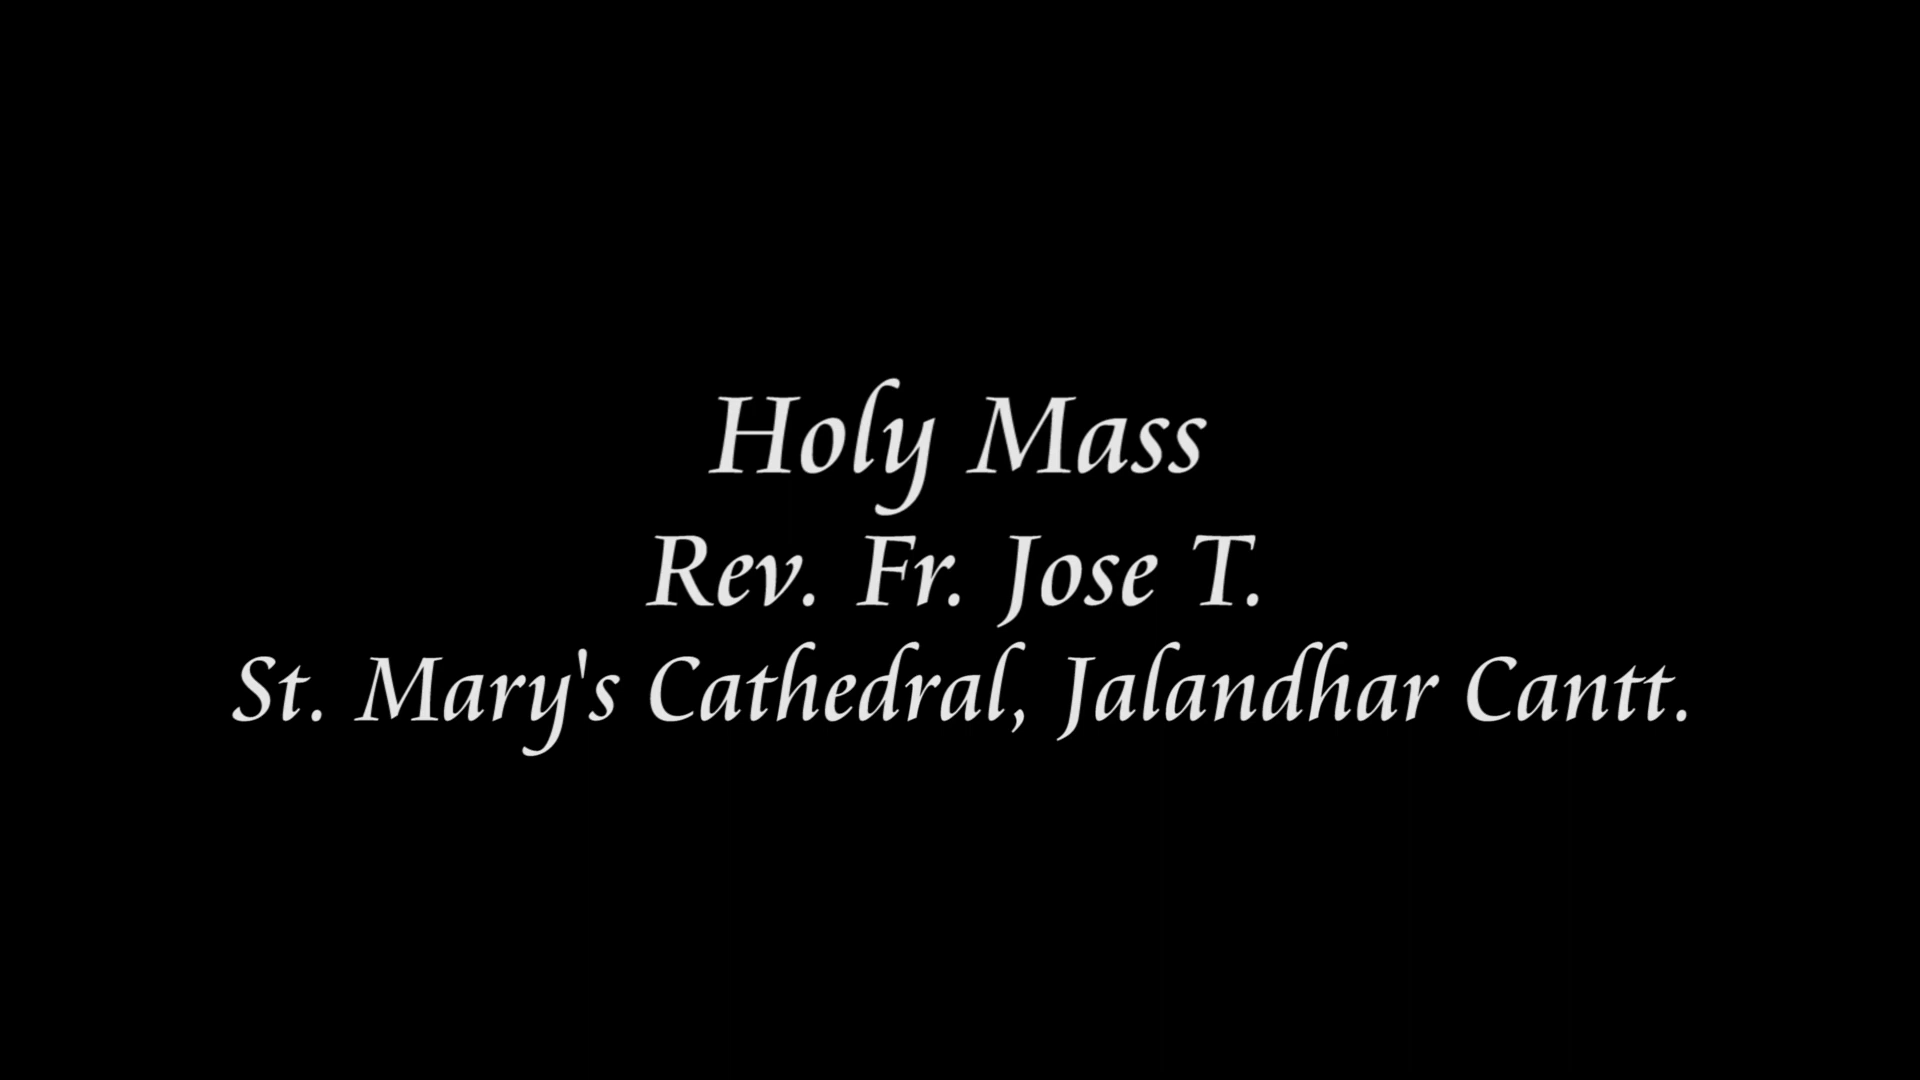 Holy Mass
Rev. Fr. Jose T.
St. Mary's Cathedral, Jalandhar Cantt.